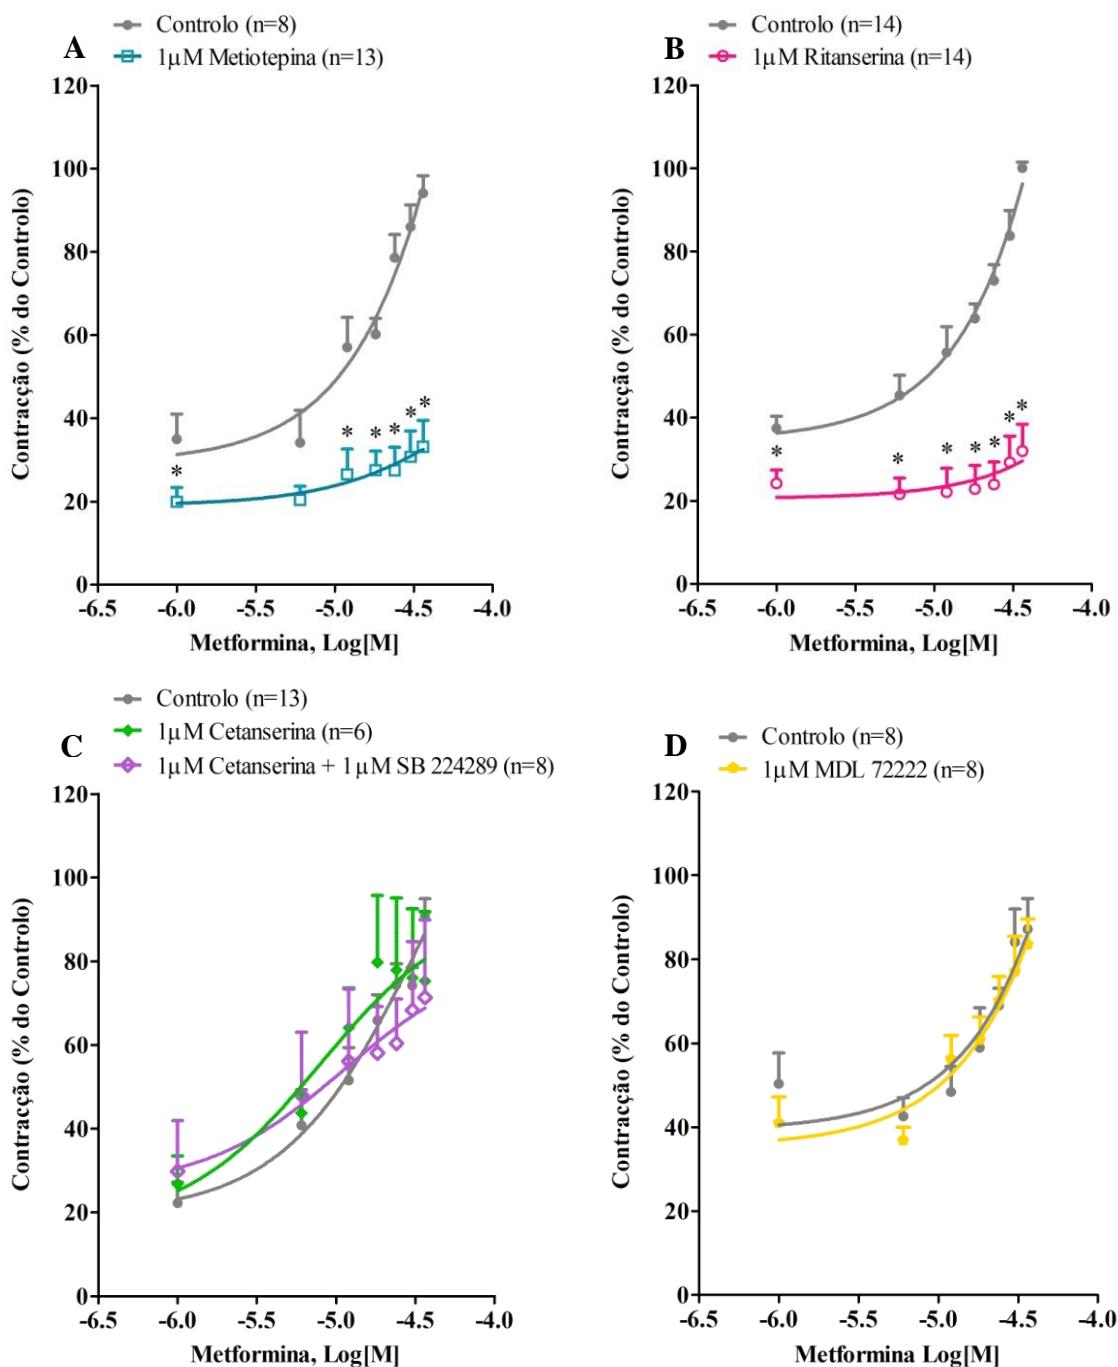 A
Controlo (n=8)
1µM Metiotepina (n=13)
Contracção (% do Controlo)
120
100
80
60
40
20
0
* * * * * *
-6.5 -6.0 -5.5 -5.0 -4.5 -4.0
Metformina, Log[M]
B
Controlo (n=14)
1µM Ritanserina (n=14)
Contracção (% do Controlo)
120
100
80
60
40
20
0
* * * * * * *
-6.5 -6.0 -5.5 -5.0 -4.5 -4.0
Metformina, Log[M]
C
Controlo (n=13)
1µM Cetanserina (n=6)
1µM Cetanserina + 1µM SB 224289 (n=8)
Contracção (% do Controlo)
120
100
80
60
40
20
0
-6.5 -6.0 -5.5 -5.0 -4.5 -4.0
Metformina, Log[M]
D
Controlo (n=8)
1µM MDL 72222 (n=8)
Contracção (% do Controlo)
120
100
80
60
40
20
0
-6.5 -6.0 -5.5 -5.0 -4.5 -4.0
Metformina Log[M]